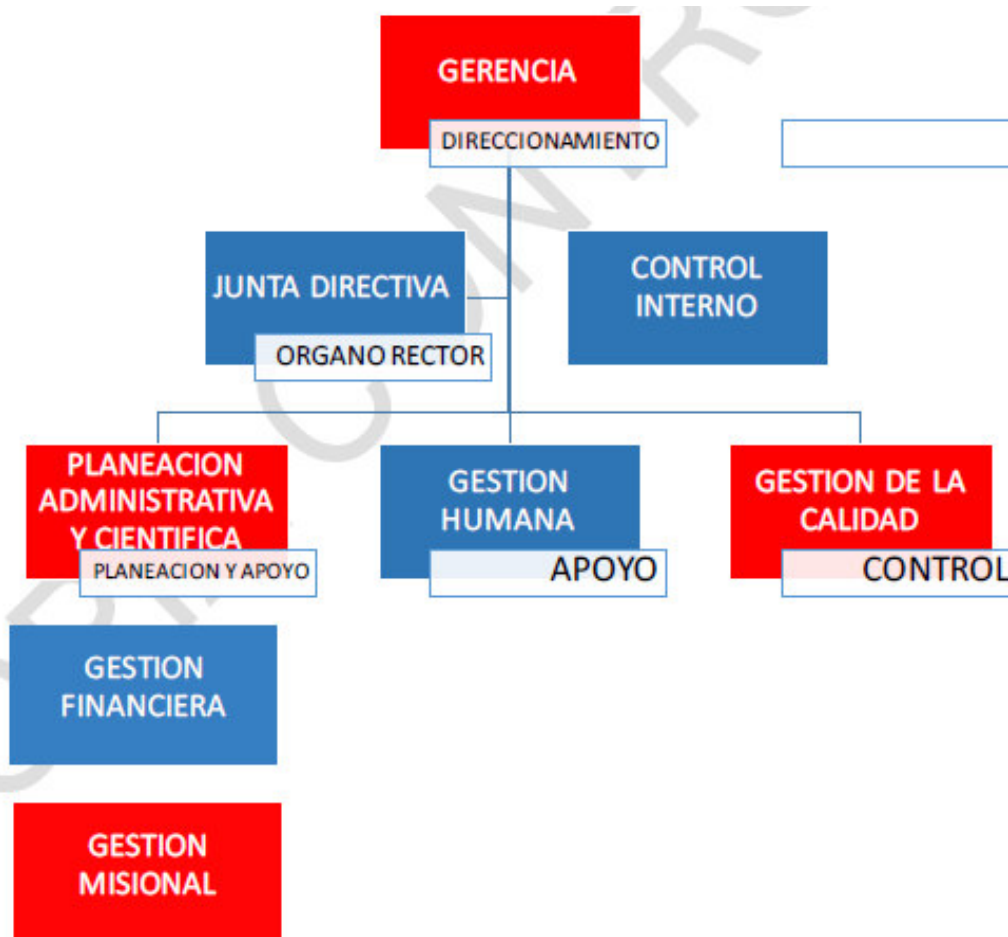 GERENCIA
DIRECCIONAMIENTO
JUNTA DIRECTIVA
ORGANO RECTOR
CONTROL
INTERNO
PLANEACION
ADMINISTRATIVA
Y CIENTIFICA
PLANEACION Y APOYO
GESTION
HUMANA
APOYO
GESTION DE LA
CALIDAD
CONTROL
GESTION
FINANCIERA
GESTION
MISIONAL